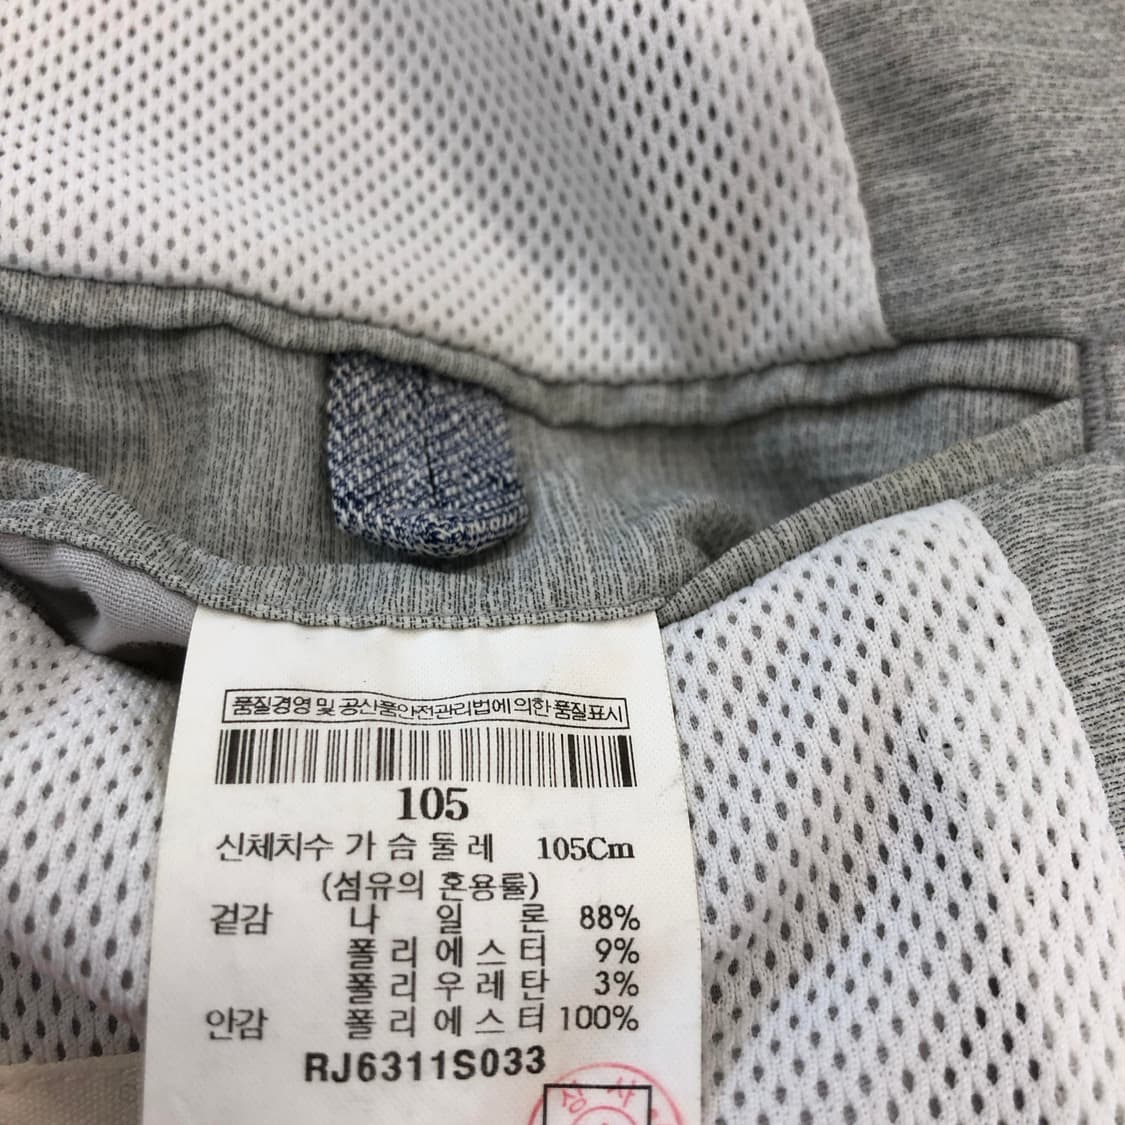 품질경영 및 공산품안전관리법에 의한 품질표시
105
신체치수 가슴둘레 105Cm
(섬유의 혼용률)
겉감 나일론 88%
폴리에스터 9%
폴리우레탄 3%
안감 폴리에스터 100%
RJ6311S033